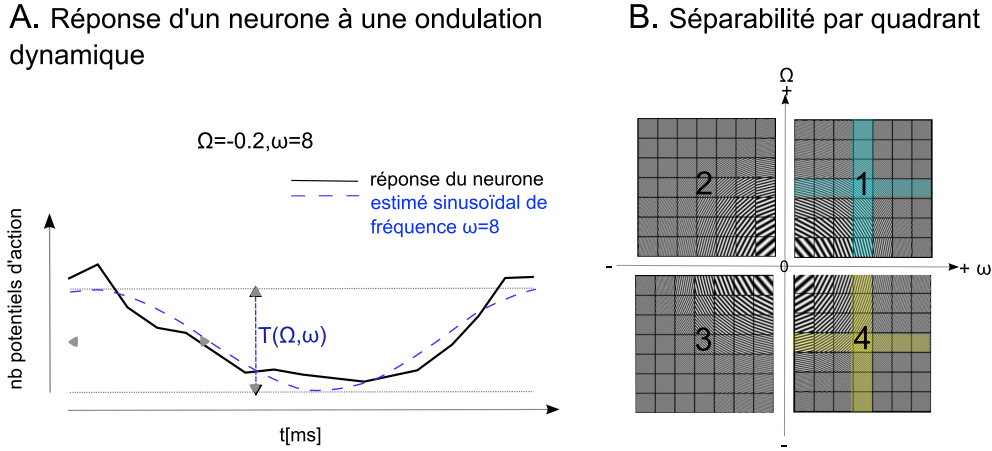 A. Réponse d'un neurone à une ondulation
dynamique
Ω=-0.2,ω=8
réponse du neurone
estimé sinusoïdal de
fréquence ω=8
nb potentiels d'action
T(Ω,ω)
t[ms]
B. Séparabilité par quadrant
Ω
+
2
1
-
0
+ ω
3
4
-